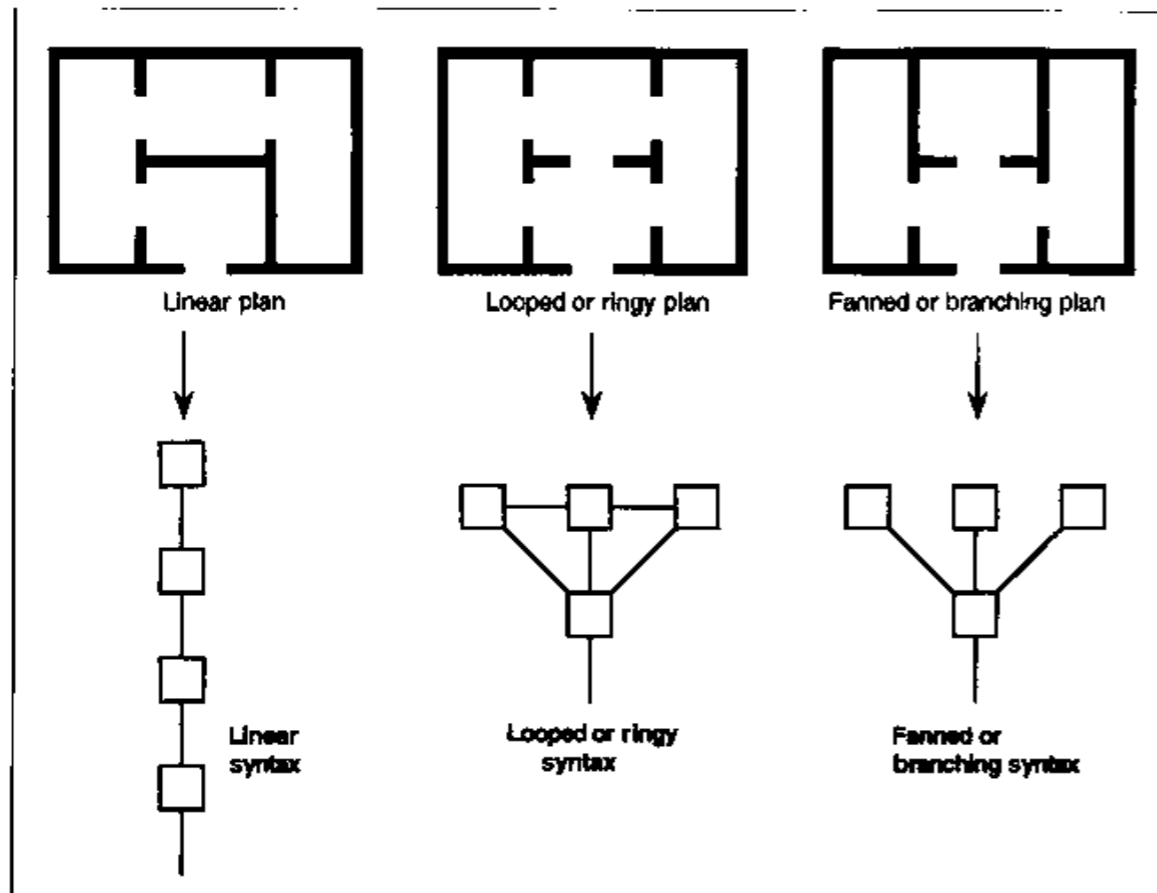 Linear plan
Looped or ringy plan
Fanned or branching plan
Linear
syntax
Looped or ringy
syntax
Fanned or
branching syntax